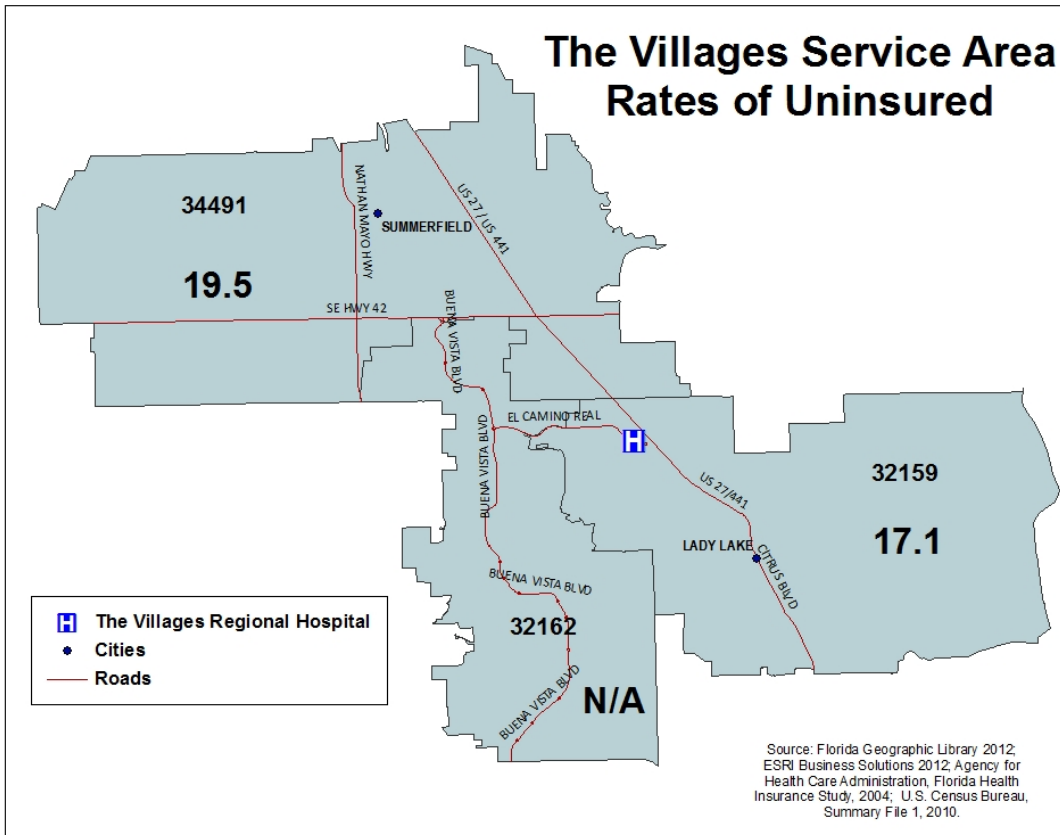 The Villages Service Area
Rates of Uninsured
34491
19.5
NATHAN MAYO HWY
SUMMERFIELD
US 27 / US 441
SE HWY 42
BUENA VISTA BLVD
EL CAMINO REAL
BUENA VISTA BLVD
H
US 27/441
32159
17.1
LADY LAKE
CITRUS BLVD
BUENA VISTA BLVD
32162
N/A
BUENA VISTA BLVD
H The Villages Regional Hospital
Cities
Roads
Source: Florida Geographic Library 2012;
ESRI Business Solutions 2012; Agency for
Health Care Administration, Florida Health
Insurance Study, 2004; U.S. Census Bureau,
Summary File 1, 2010.